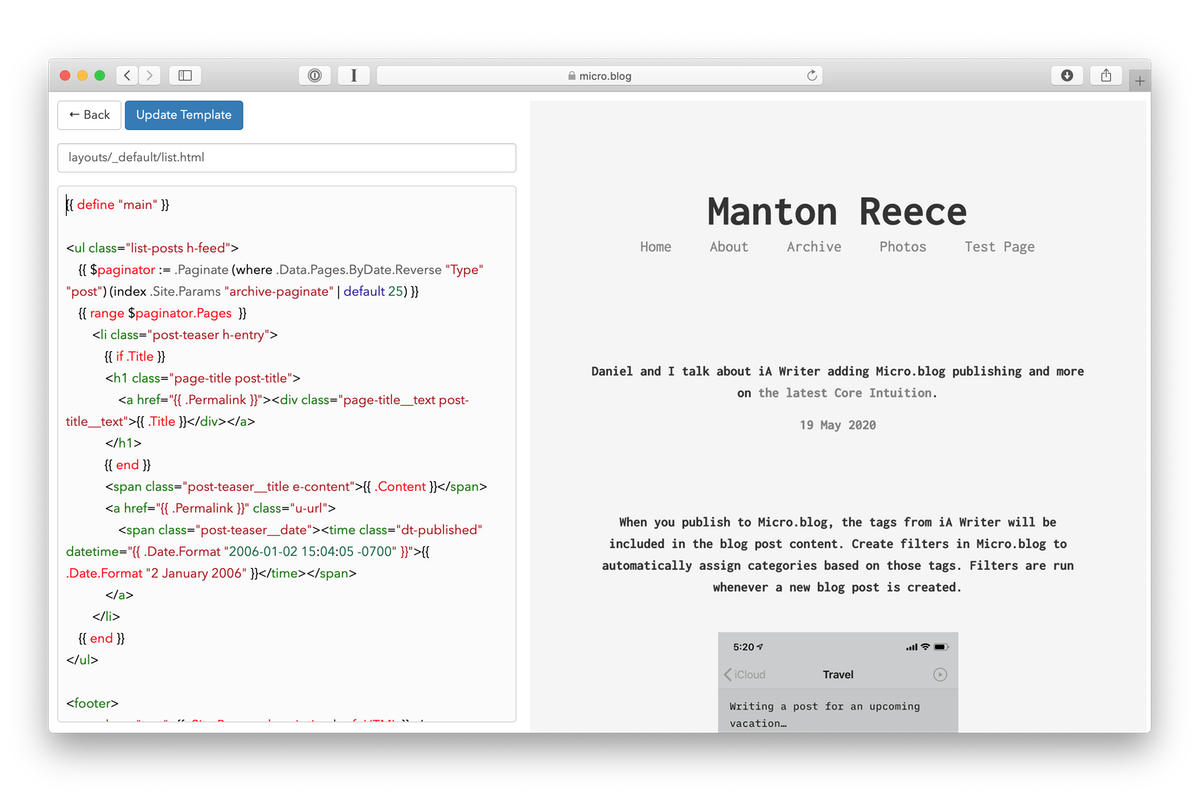 micro.blog
← Back
Update Template
layouts/_default/list.html
{{ define "main" }}
<ul class="list-posts h-feed">
{{ $paginator := .Paginate (where .Data.Pages.ByDate.Reverse "Type"
"post") (index .Site.Params "archive-paginate" | default 25) }}
{{ range $paginator.Pages }}
<li class="post-teaser h-entry">
{{ if .Title }}
<h1 class="page-title post-title">
<a href="{{ .Permalink }}"><div class="page-title__text post-
title__text">{{ .Title }}</div></a>
</h1>
{{ end }}
<span class="post-teaser__title e-content">{{ .Content }}</span>
<a href="{{ .Permalink }}" class="u-url">
<span class="post-teaser__date"><time class="dt-published"
datetime="{{ .Date.Format "2006-01-02 15:04:05 -0700" }}">{{
.Date.Format "2 January 2006" }}</time></span>
</a>
</li>
{{ end }}
</ul>
<footer>
Manton Reece
Home About Archive Photos Test Page
Daniel and I talk about iA Writer adding Micro.blog publishing and more
on the latest Core Intuition.
19 May 2020
When you publish to Micro.blog, the tags from iA Writer will be
included in the blog post content. Create filters in Micro.blog to
automatically assign categories based on those tags. Filters are run
whenever a new blog post is created.
5:20
iCloud Travel
Writing a post for an upcoming
vacation…